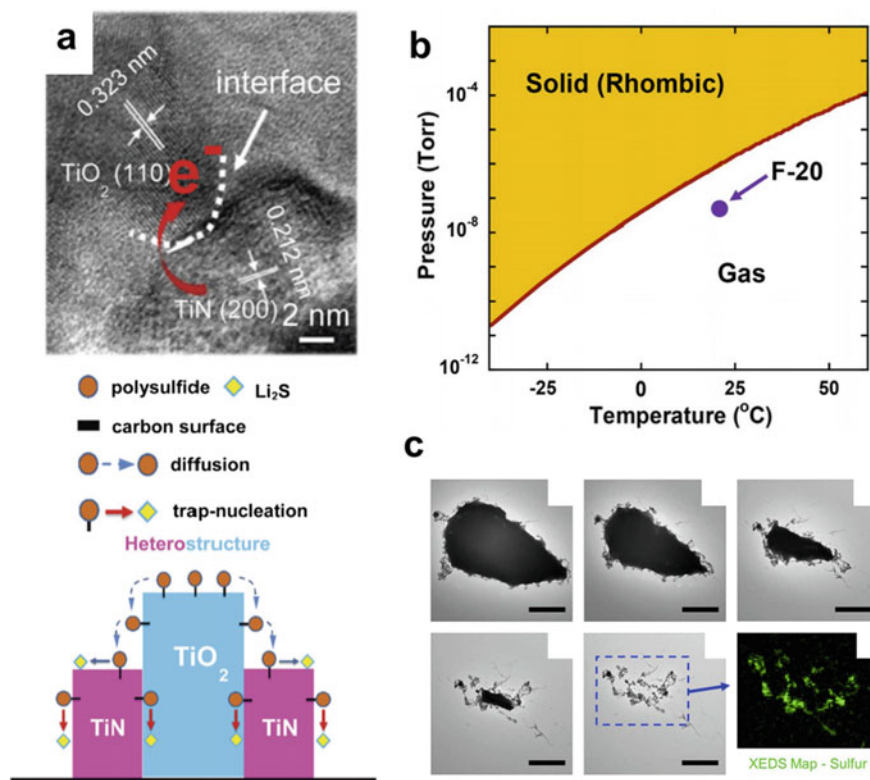 a
0.323 nm
interface
TiO₂ (110)
e⁻
0.212 nm
TiN (200)
2 nm
polysulfide
Li₂S
carbon surface
diffusion
trap-nucleation
Heterostructure
TiO₂
TiN
TiN
b
Solid (Rhombic)
F-20
Gas
Pressure (Torr)
10⁻⁴
10⁻⁸
10⁻¹²
-25
0
25
50
Temperature (°C)
c
XEDS Map - Sulfur